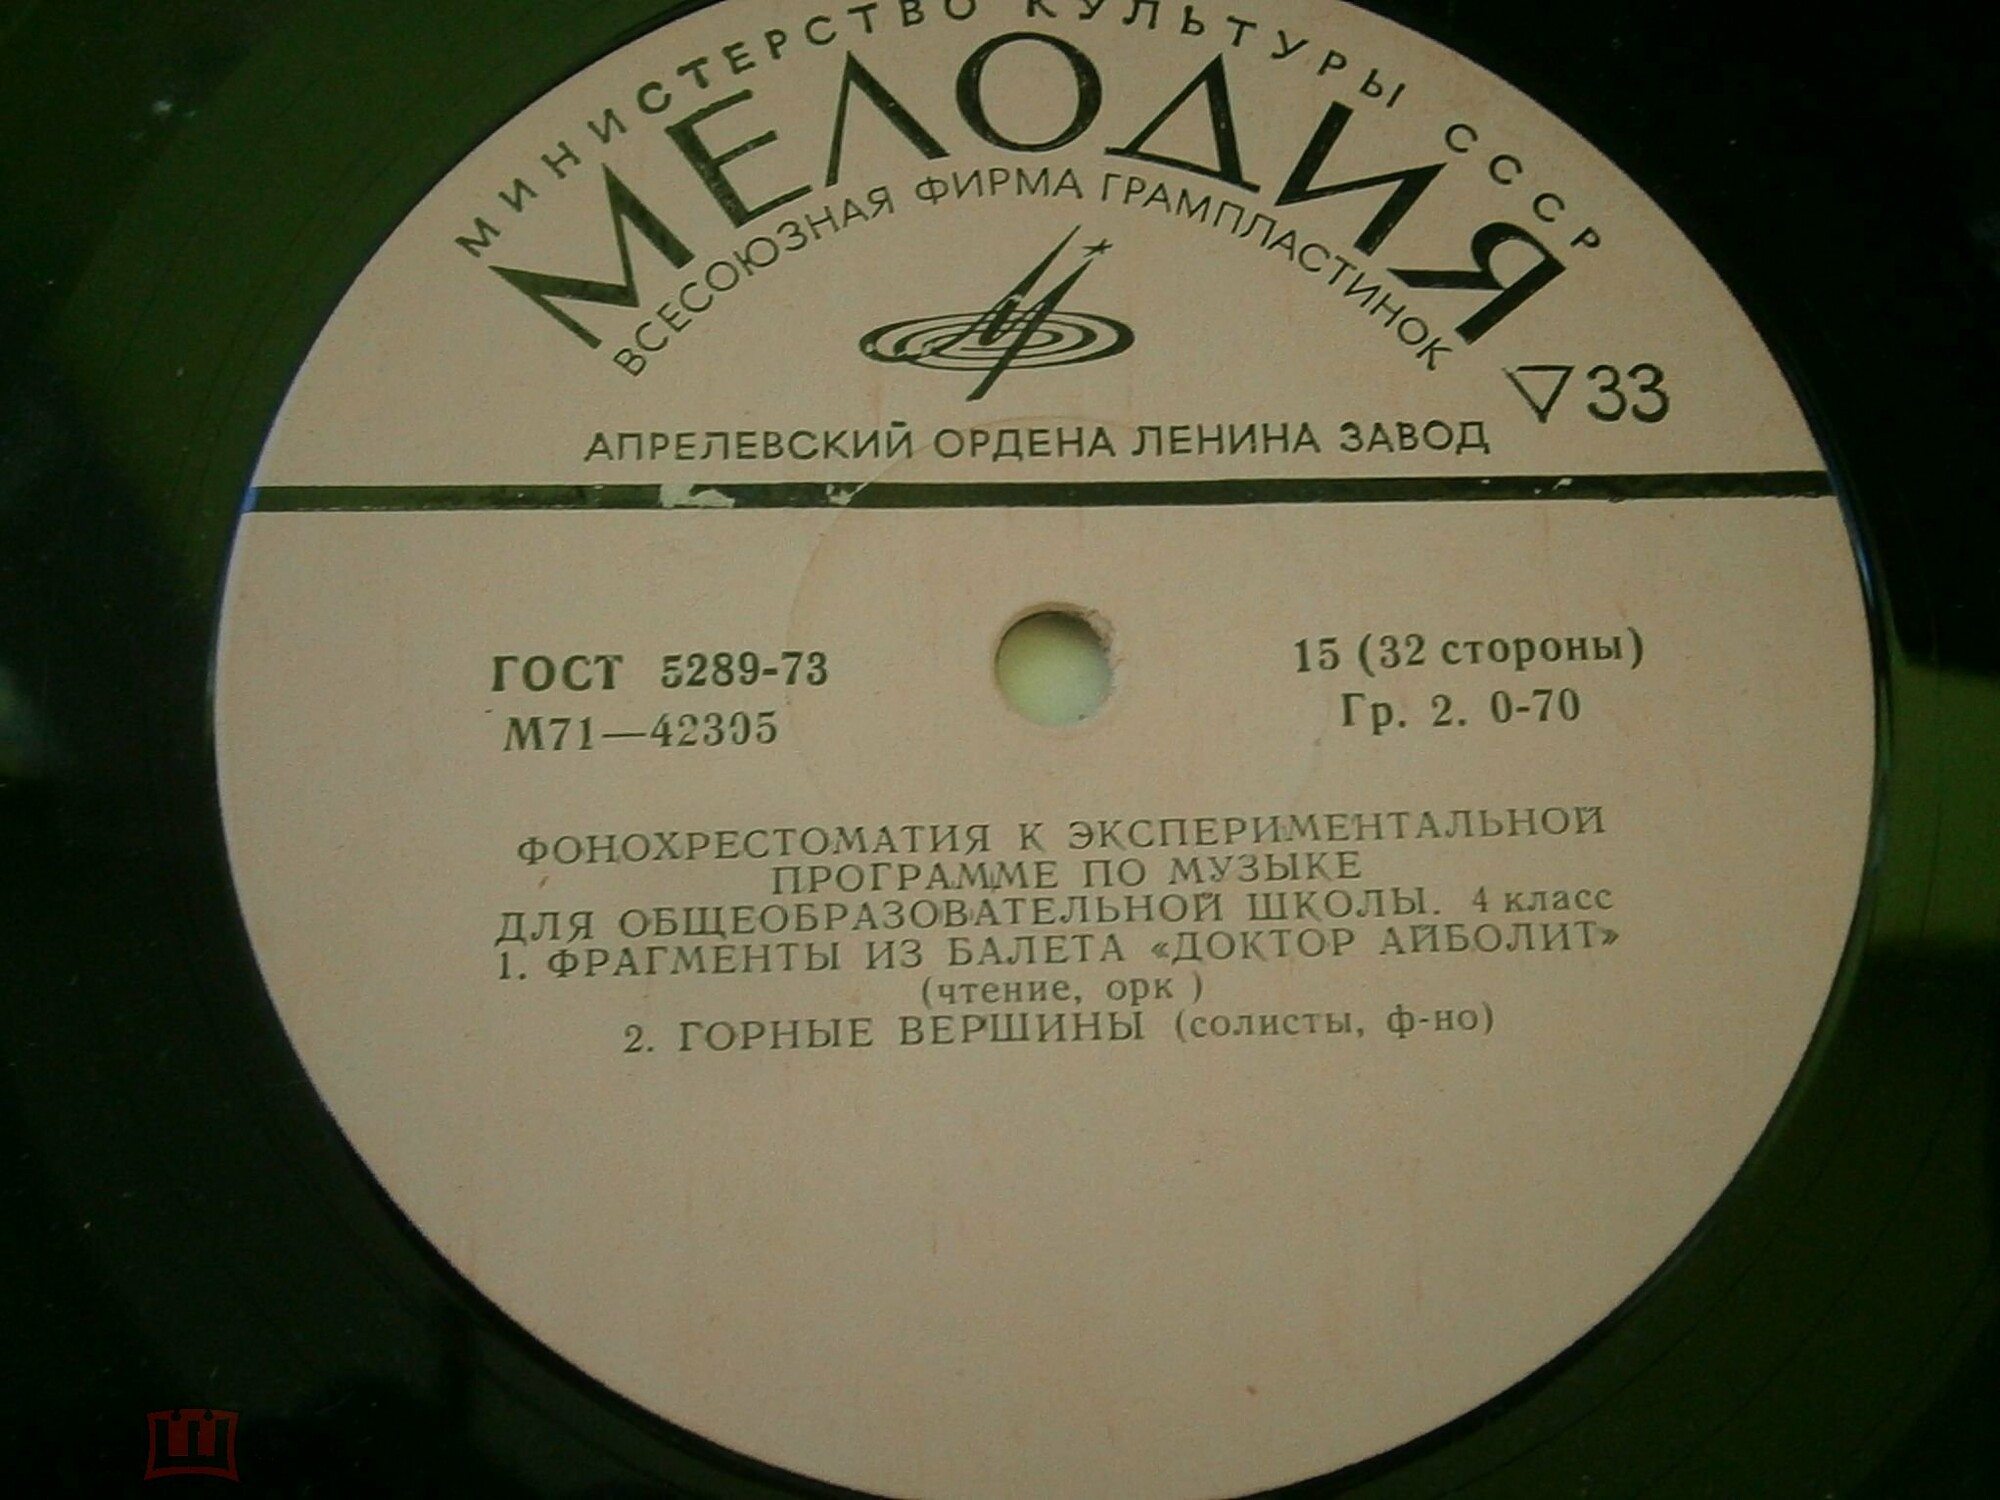 МИНИСТЕРСТВО КУЛЬТУРЫ СССР
МЕЛОДИЯ
ВСЕСОЮЗНАЯ ФИРМА ГРАМПЛАСТИНОК
33
АПРЕЛЕВСКИЙ ОРДЕНА ЛЕНИНА ЗАВОД
ГОСТ 5289-73
М71—42305
15 (32 стороны)
Гр. 2. 0-70
ФОНОХРЕСТОМАТИЯ К ЭКСПЕРИМЕНТАЛЬНОЙ
ПРОГРАММЕ ПО МУЗЫКЕ
ДЛЯ ОБЩЕОБРАЗОВАТЕЛЬНОЙ ШКОЛЫ. 4 класс
1. ФРАГМЕНТЫ ИЗ БАЛЕТА «ДОКТОР АЙБОЛИТ»
(чтение, орк )
2. ГОРНЫЕ ВЕРШИНЫ (солисты, ф-но)